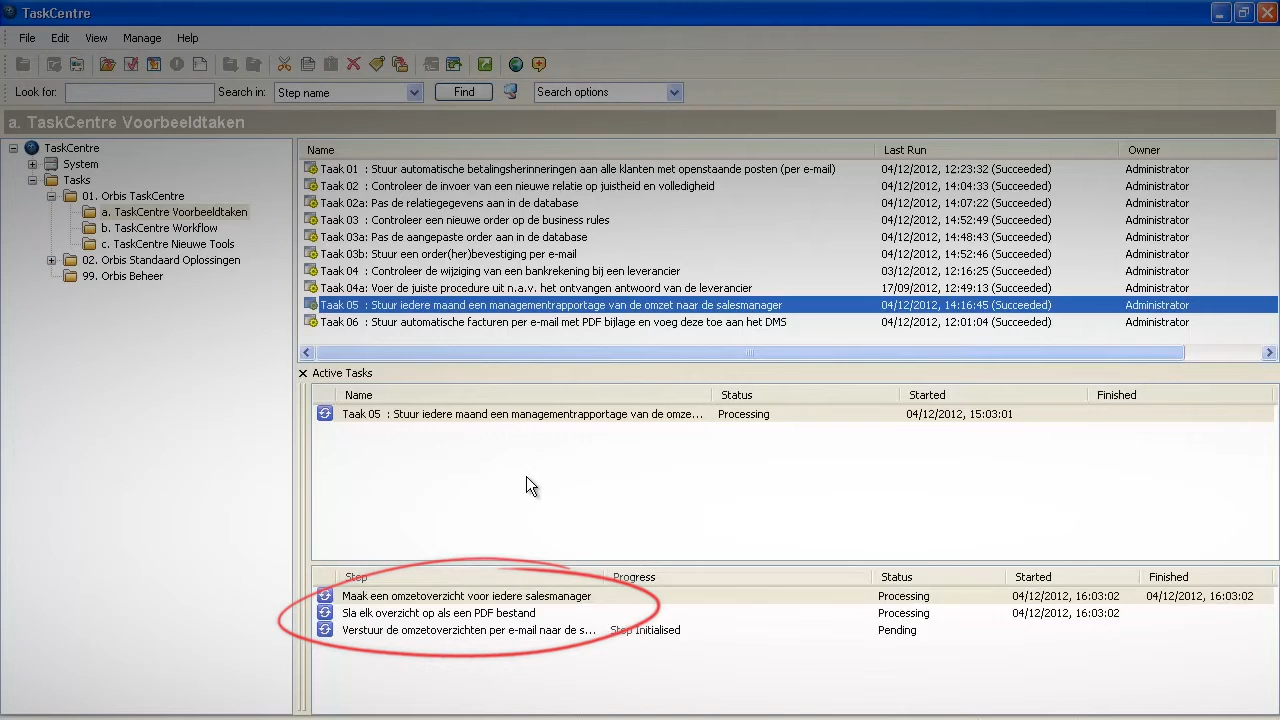 TaskCentre
File Edit View Manage Help
Look for: Search in: Step name Find Search options
a. TaskCentre Voorbeeldtaken
TaskCentre
System
Tasks
01. Orbis TaskCentre
a. TaskCentre Voorbeeldtaken
b. TaskCentre Workflow
c. TaskCentre Nieuwe Tools
02. Orbis Standaard Oplossingen
99. Orbis Beheer
Name Last Run Owner
Taak 01 : Stuur automatische betalingsherinneringen aan alle klanten met openstaande posten (per e-mail) 04/12/2012, 12:23:32 (Succeeded) Administrator
Taak 02 : Controleer de invoer van een nieuwe relatie op juistheid en volledigheid 04/12/2012, 14:04:33 (Succeeded) Administrator
Taak 02a: Pas de relatiegegevens aan in de database 04/12/2012, 14:07:22 (Succeeded) Administrator
Taak 03 : Controleer een nieuwe order op de business rules 04/12/2012, 14:52:49 (Succeeded) Administrator
Taak 03a: Pas de aangepaste order aan in de database 04/12/2012, 14:48:43 (Succeeded) Administrator
Taak 03b: Stuur een order(her)bevestiging per e-mail 04/12/2012, 14:52:46 (Succeeded) Administrator
Taak 04 : Controleer de wijziging van een bankrekening bij een leverancier 03/12/2012, 12:16:25 (Succeeded) Administrator
Taak 04a: Voer de juiste procedure uit n.a.v. het ontvangen antwoord van de leverancier 17/09/2012, 12:49:13 (Succeeded) Administrator
Taak 05 : Stuur iedere maand een managementrapportage van de omzet naar de salesmanager 04/12/2012, 14:16:45 (Succeeded) Administrator
Taak 06 : Stuur automatische facturen per e-mail met PDF bijlage en voeg deze toe aan het DMS 04/12/2012, 12:01:04 (Succeeded) Administrator
Active Tasks
Name Status Started Finished
Taak 05 : Stuur iedere maand een managementrapportage van de omze... Processing 04/12/2012, 15:03:01
Step Progress Status Started Finished
Maak een omzetoverzicht voor iedere salesmanager Processing 04/12/2012, 16:03:02 04/12/2012, 16:03:02
Sla elk overzicht op als een PDF bestand Processing 04/12/2012, 16:03:02
Verstuur de omzetoverzichten per e-mail naar de s... Step Initialised Pending